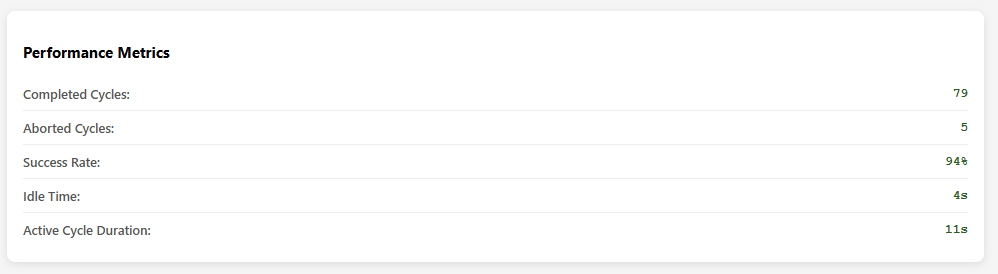 Performance Metrics
Completed Cycles: 79
Aborted Cycles: 5
Success Rate: 94%
Idle Time: 4s
Active Cycle Duration: 11s